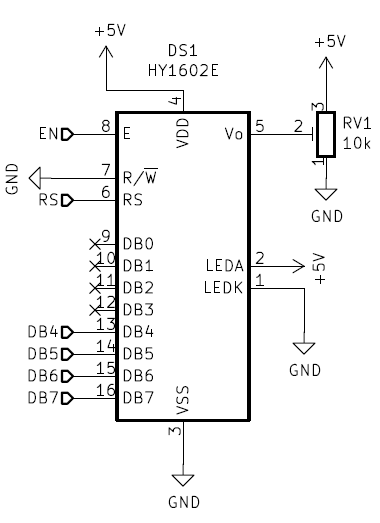 +5V
DS1
HY1602E
+5V
4
VDD
3
EN 8 E
Vo 5 2
RV1
10k
1
GND
7 R/W̅
RS 6 RS
GND
9 DB0
10 DB1
LEDA 2
+5V
11 DB2
LEDK 1
12 DB3
DB4 13 DB4
DB5 14 DB5
GND
DB6 15 DB6
DB7 16 DB7
VSS
3
GND